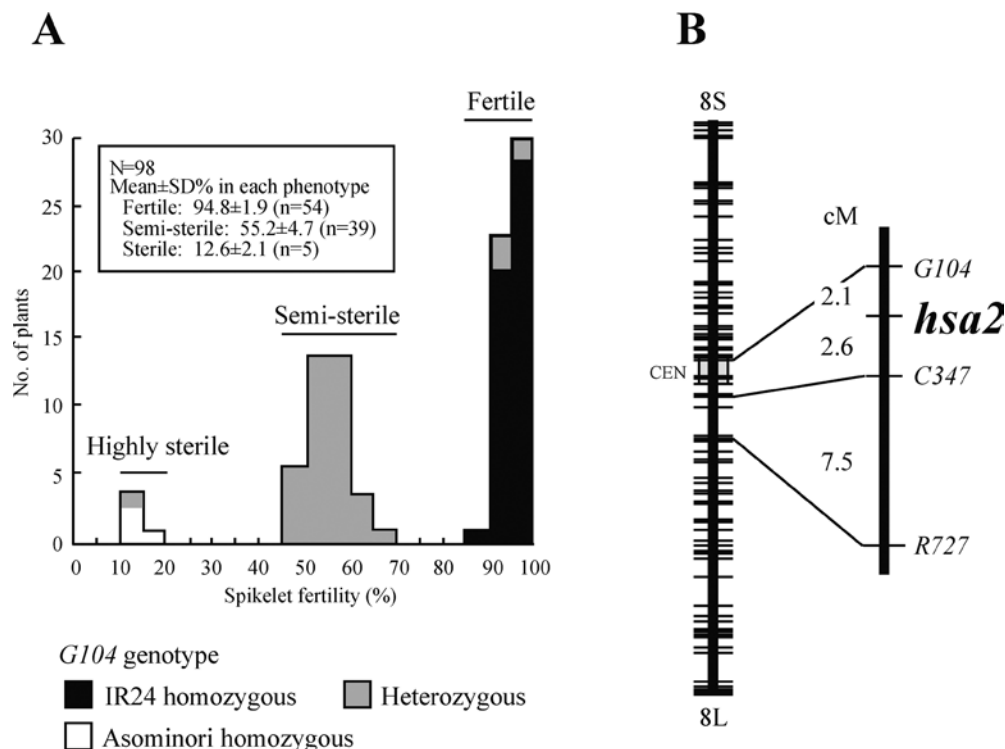 A
Fertile
30
25
20
15
10
5
0
No. of plants
N=98
Mean±SD% in each phenotype
Fertile: 94.8±1.9 (n=54)
Semi-sterile: 55.2±4.7 (n=39)
Sterile: 12.6±2.1 (n=5)
Semi-sterile
Highly sterile
0 10 20 30 40 50 60 70 80 90 100
Spikelet fertility (%)
G104 genotype
IR24 homozygous
Heterozygous
Asominori homozygous
B
8S
cM
G104
2.1
hsa2
2.6
CEN
C347
7.5
R727
8L